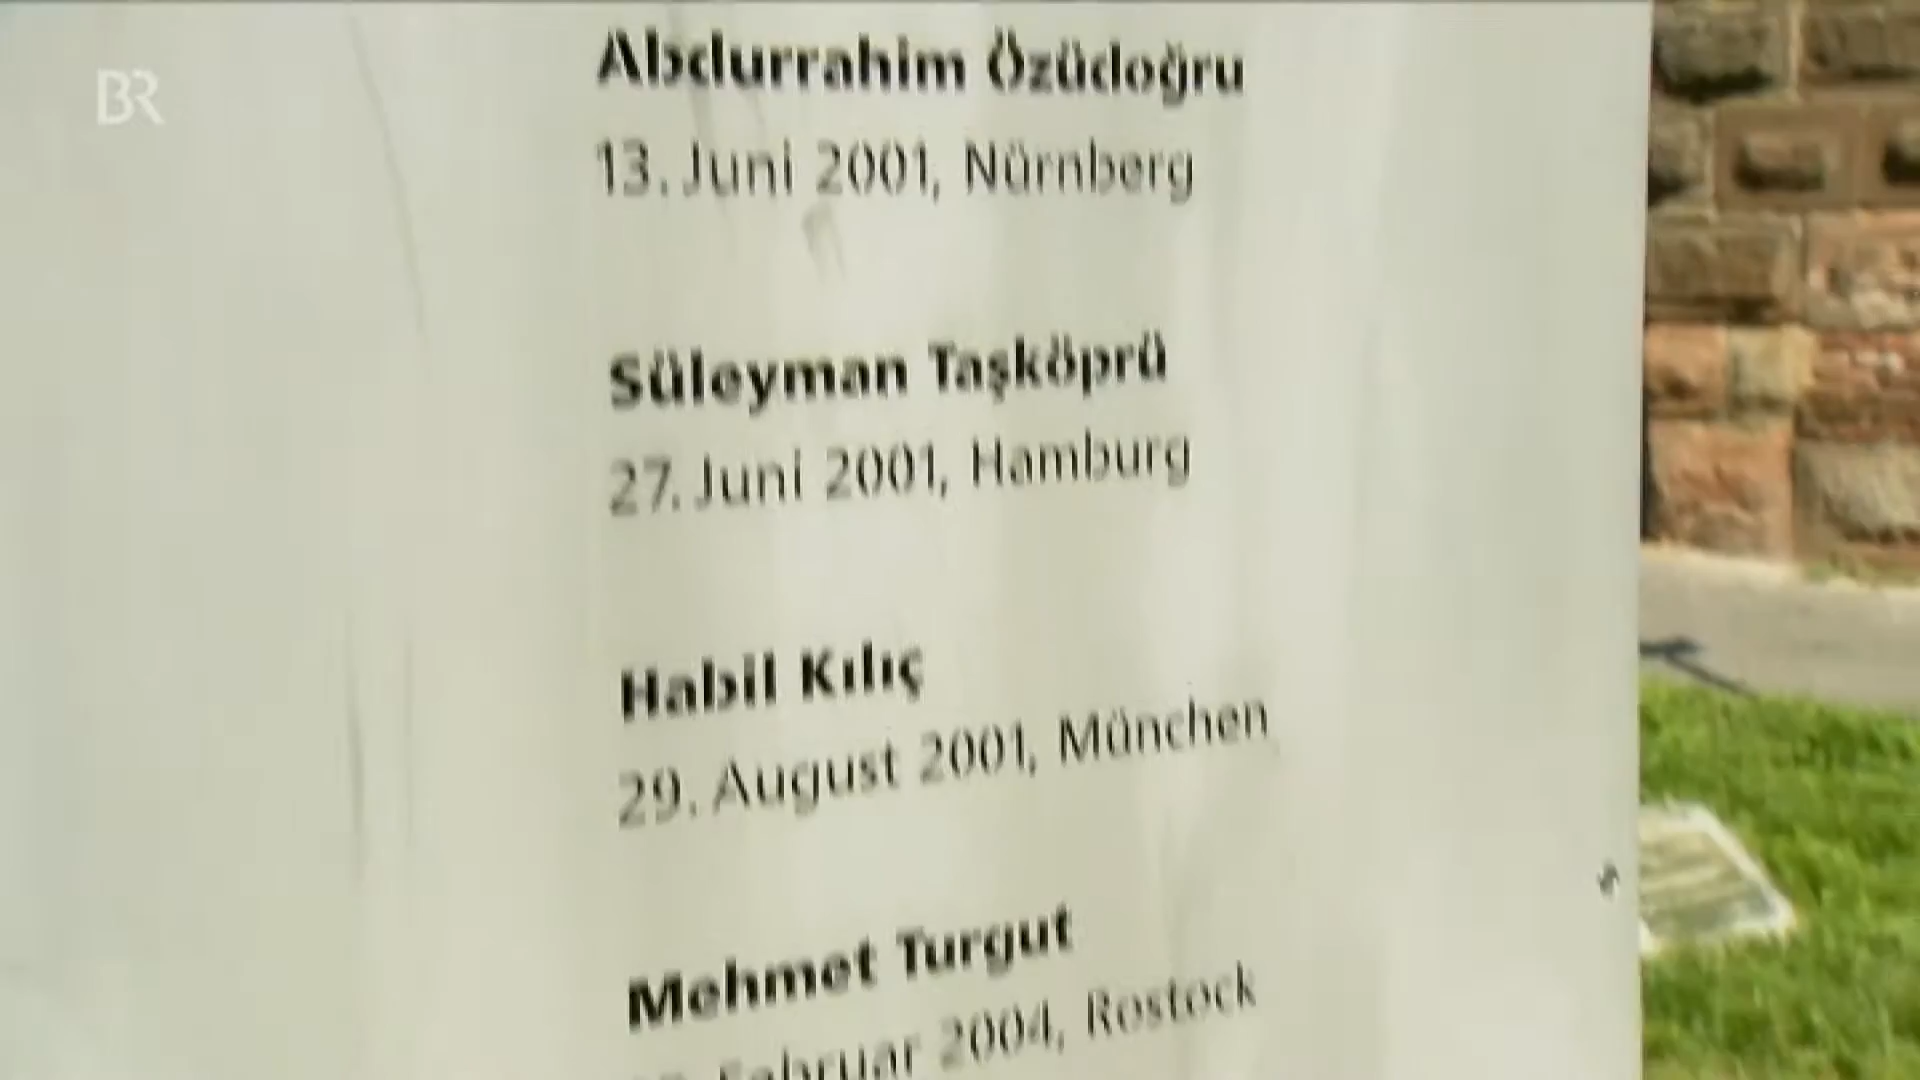 BR
Abdurrahim Özüdoğru
13. Juni 2001, Nürnberg
Süleyman Taşköprü
27. Juni 2001, Hamburg
Habil Kılıç
29. August 2001, München
Mehmet Turgut
Februar 2004, Rostock